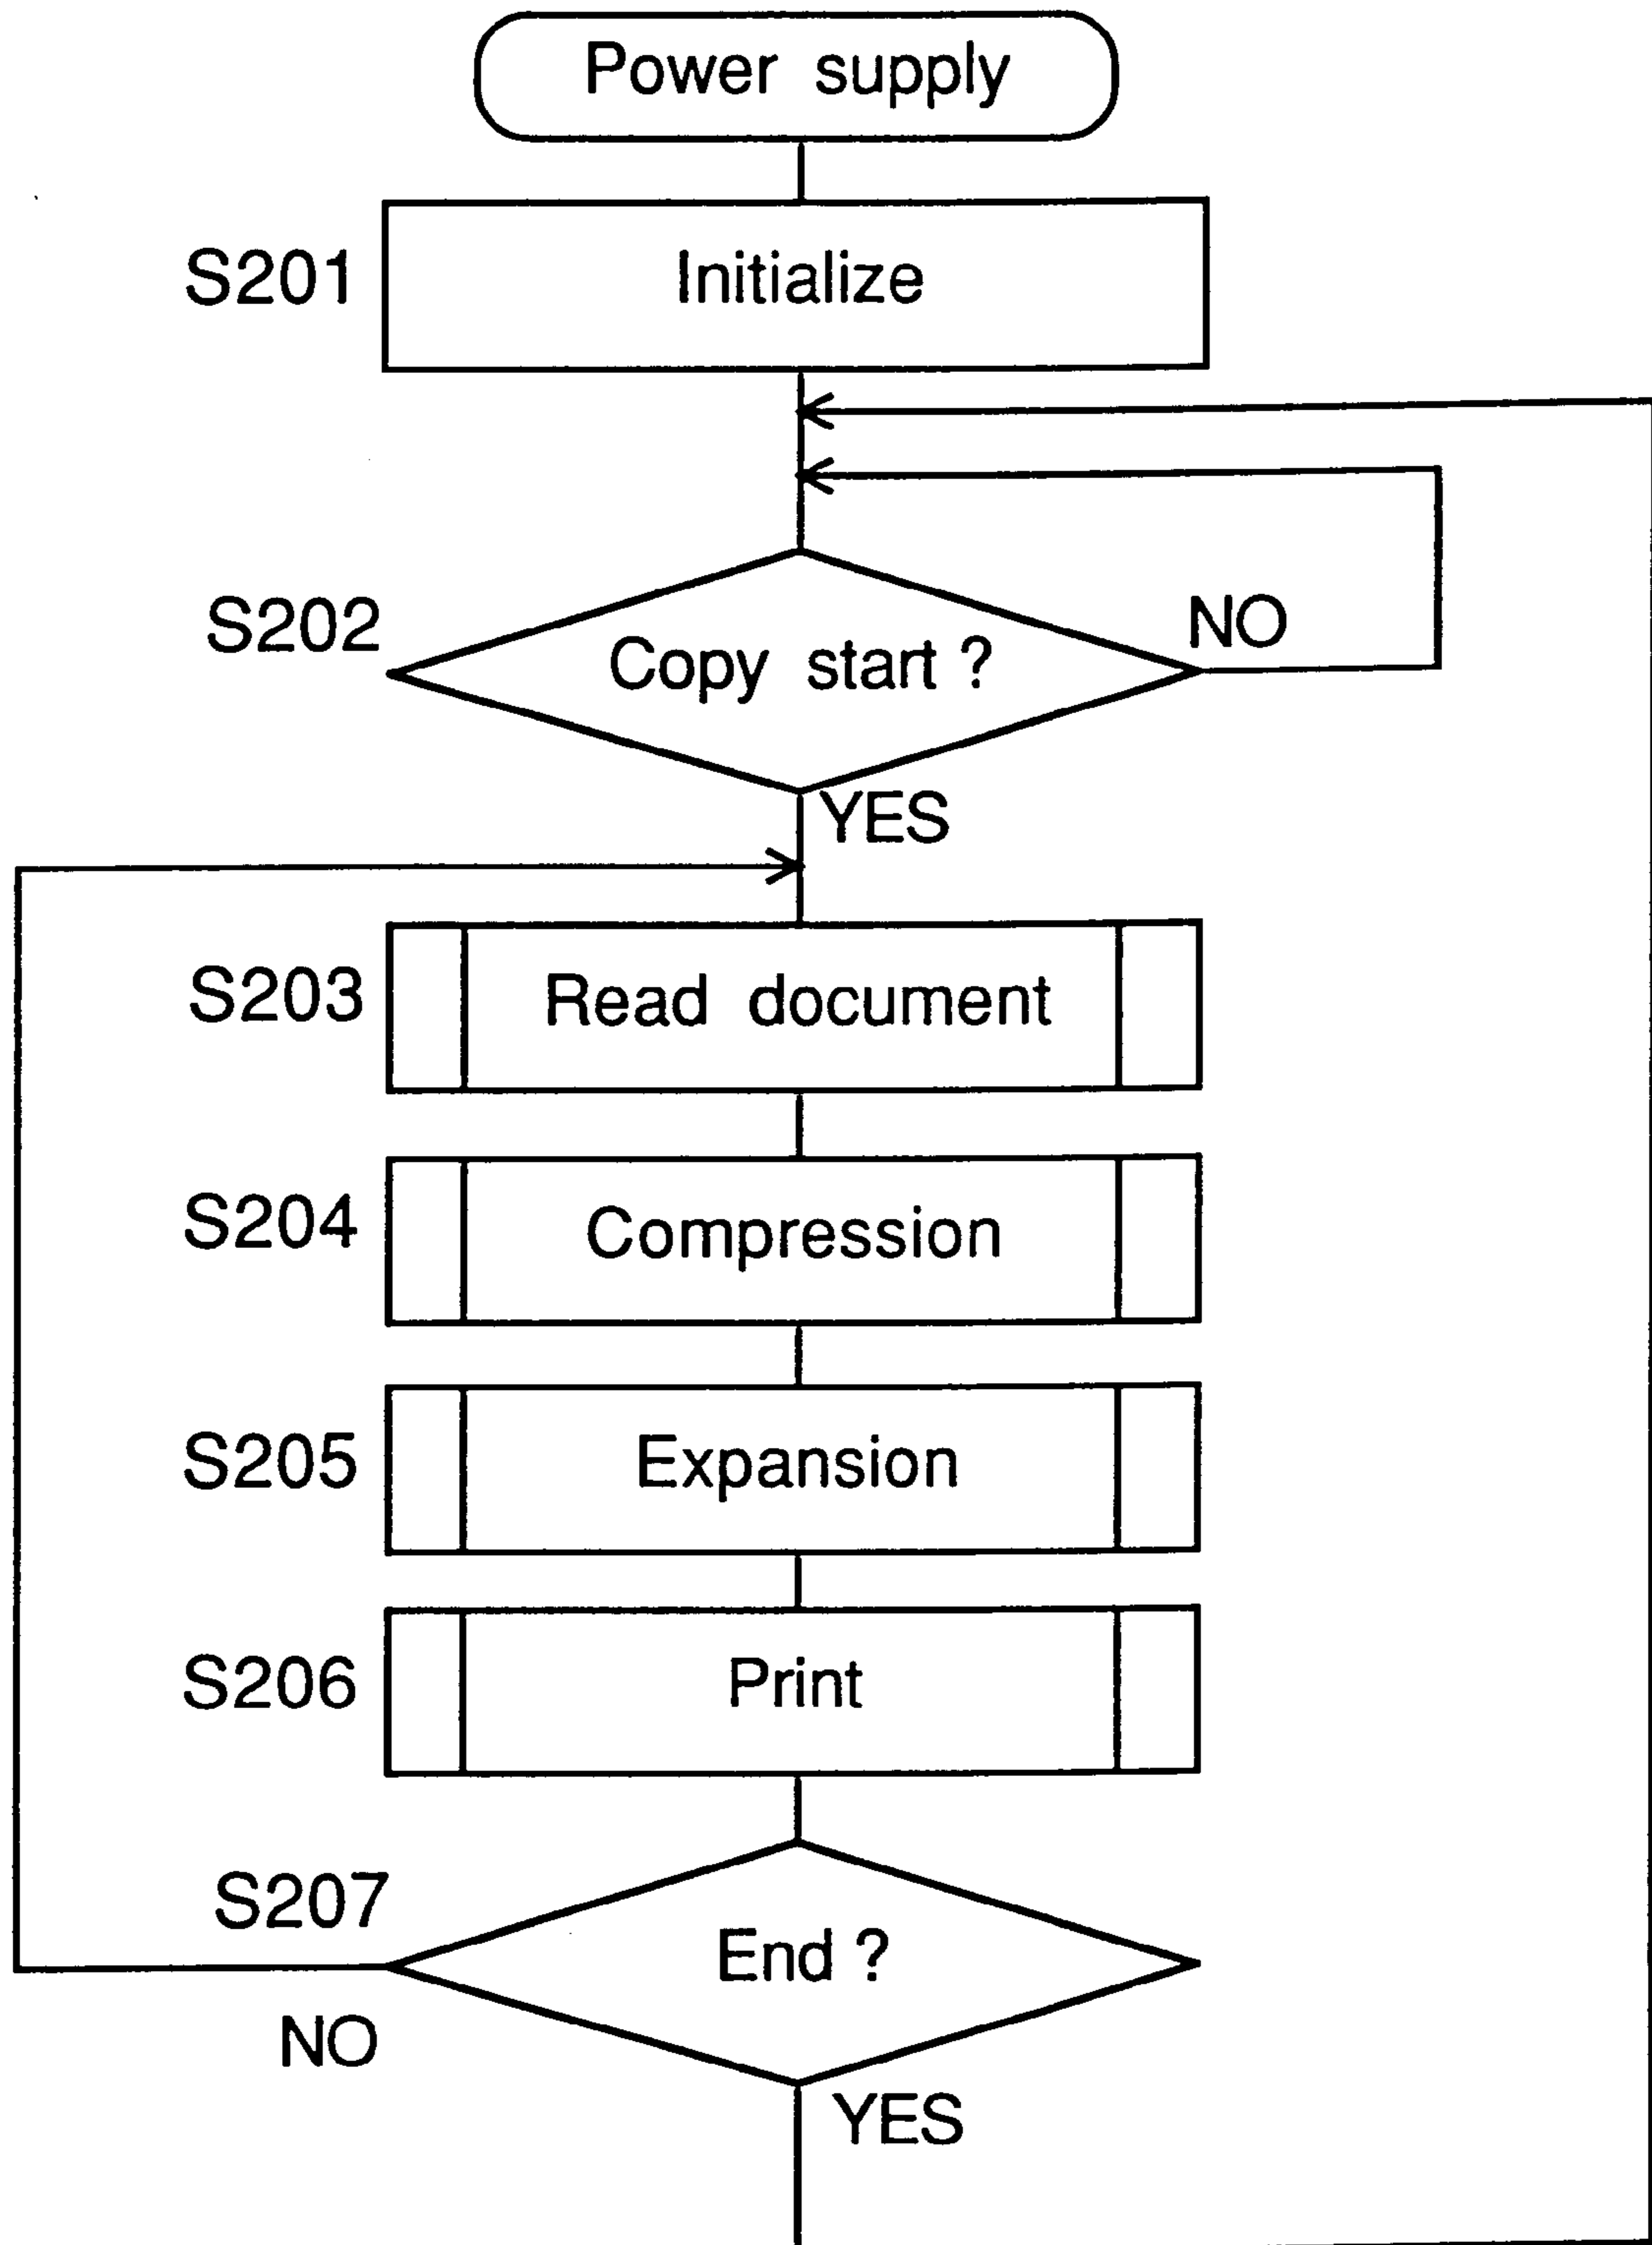 Power supply
S201 Initialize
S202 Copy start ? NO
YES
S203 Read document
S204 Compression
S205 Expansion
S206 Print
S207 End ?
NO
YES